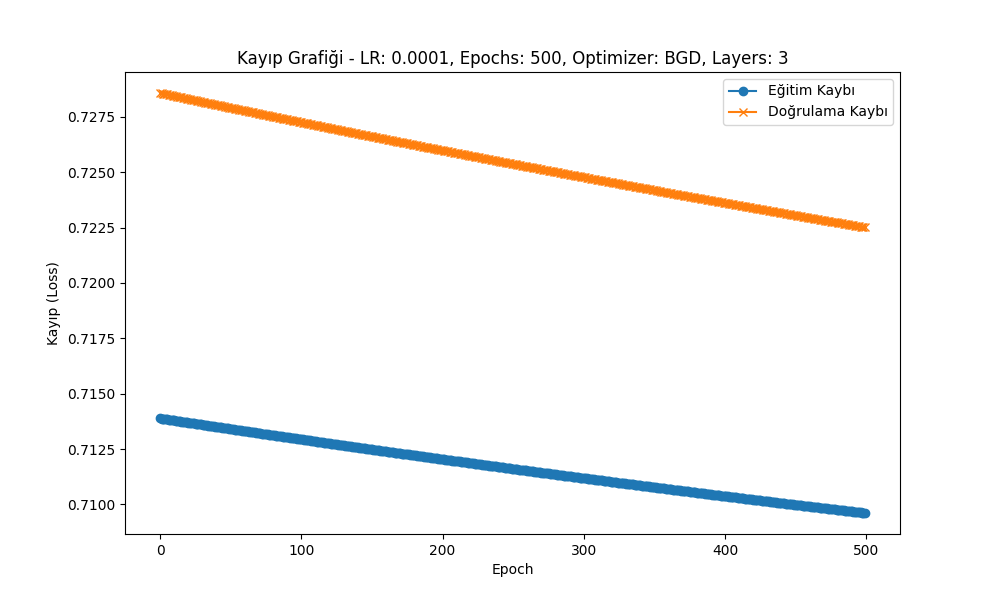 Kayıp Grafiği - LR: 0.0001, Epochs: 500, Optimizer: BGD, Layers: 3
Eğitim Kaybı
Doğrulama Kaybı
0.7275
0.7250
0.7225
0.7200
0.7175
0.7150
0.7125
0.7100
Kayıp (Loss)
0 100 200 300 400 500
Epoch